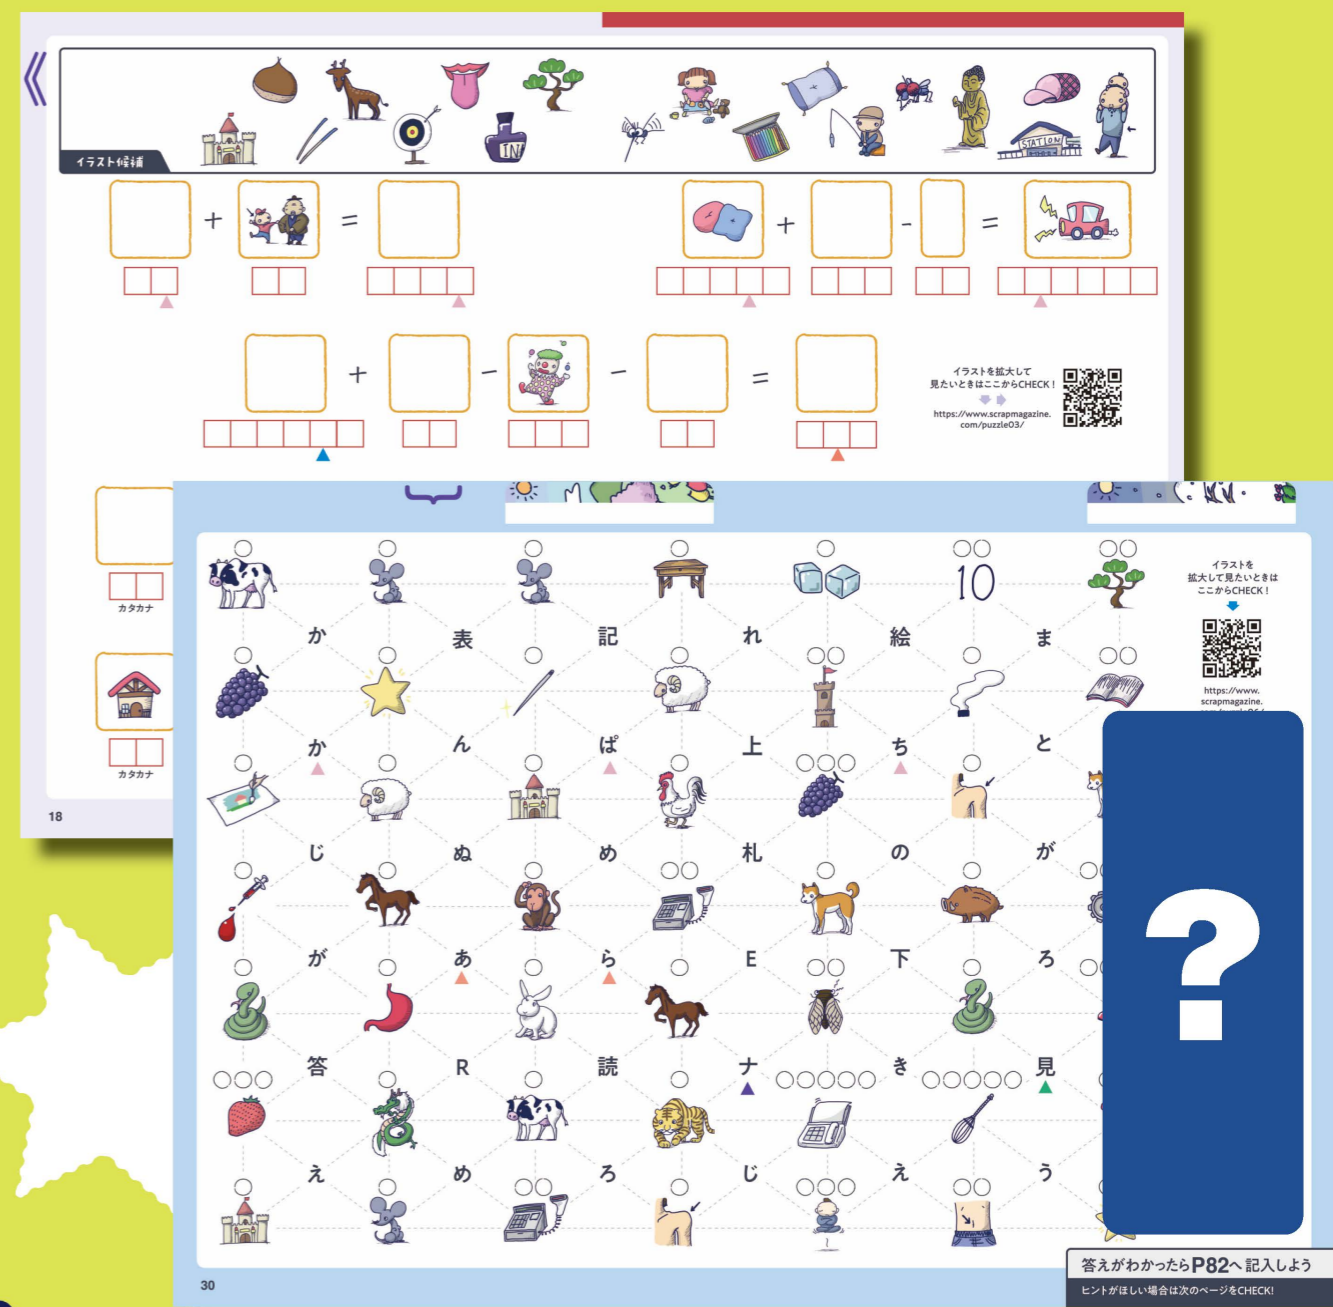 イラスト候補
IN
STATION
+
=
+
-
=
+
-
-
=
イラストを拡大して
見たいときはここからCHECK！
https://www.scrapmagazine.
com/puzzle03/
カタカナ
カタカナ
18
10
イラストを
拡大して見たいときは
ここからCHECK！
https://www.
scrapmagazine.
か 表 記 れ 絵 ま
か ん ぱ 上 ち と
じ ぬ め 札 の が
が あ ら E 下 ろ
答 R 読 ナ き 見
え め ろ じ え う
?
30
答えがわかったらP82へ記入しよう
ヒントがほしい場合は次のページをCHECK!